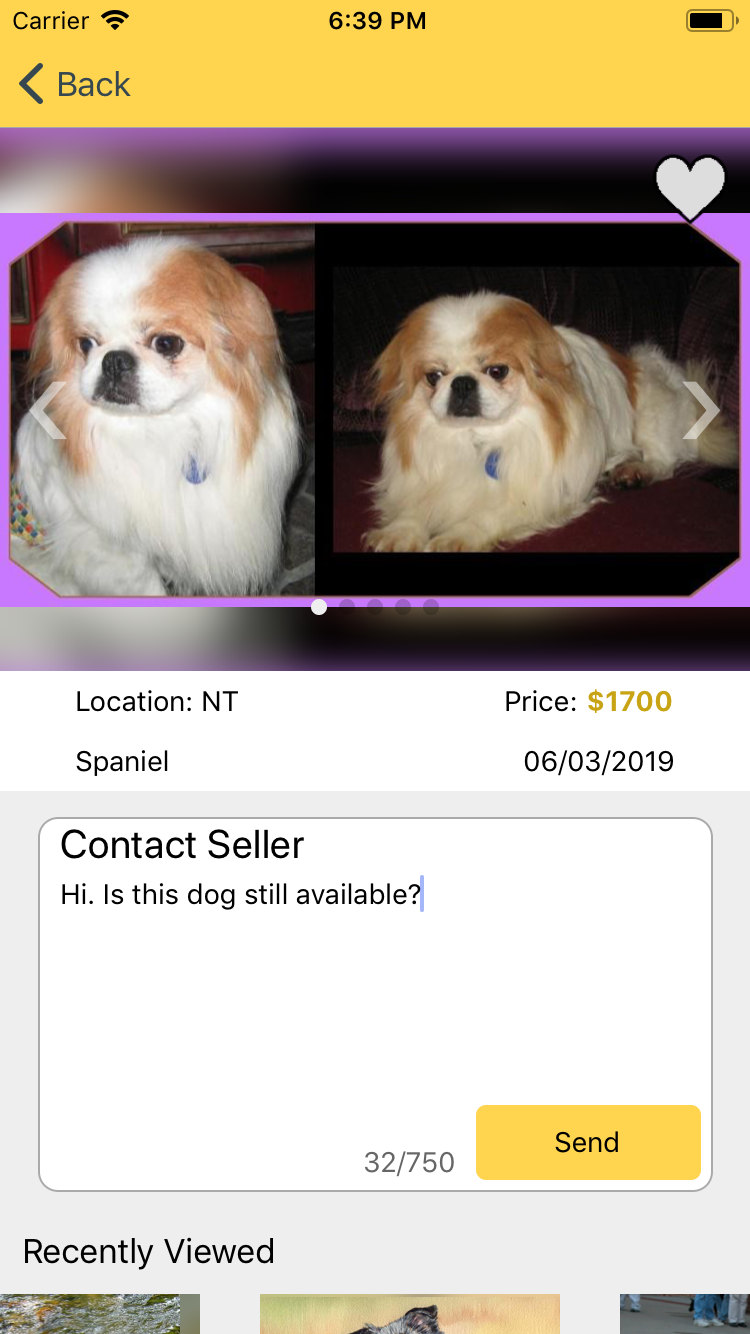 Carrier 6:39 PM
Back
Location: NT Price: $1700
Spaniel 06/03/2019
Contact Seller
Hi. Is this dog still available?
32/750 Send
Recently Viewed